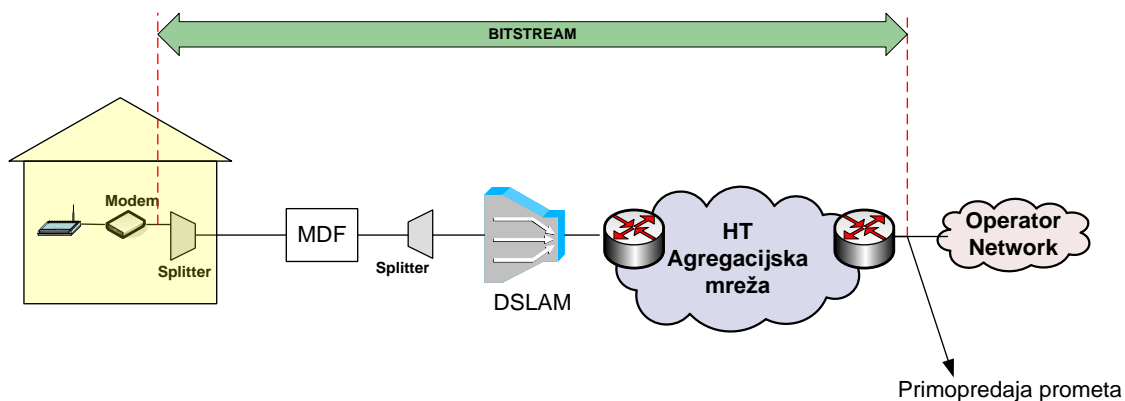 BITSTREAM
Modem
Splitter
MDF
Splitter
DSLAM
HT
Agregacijska
mreža
Operator
Network
Primopredaja prometa